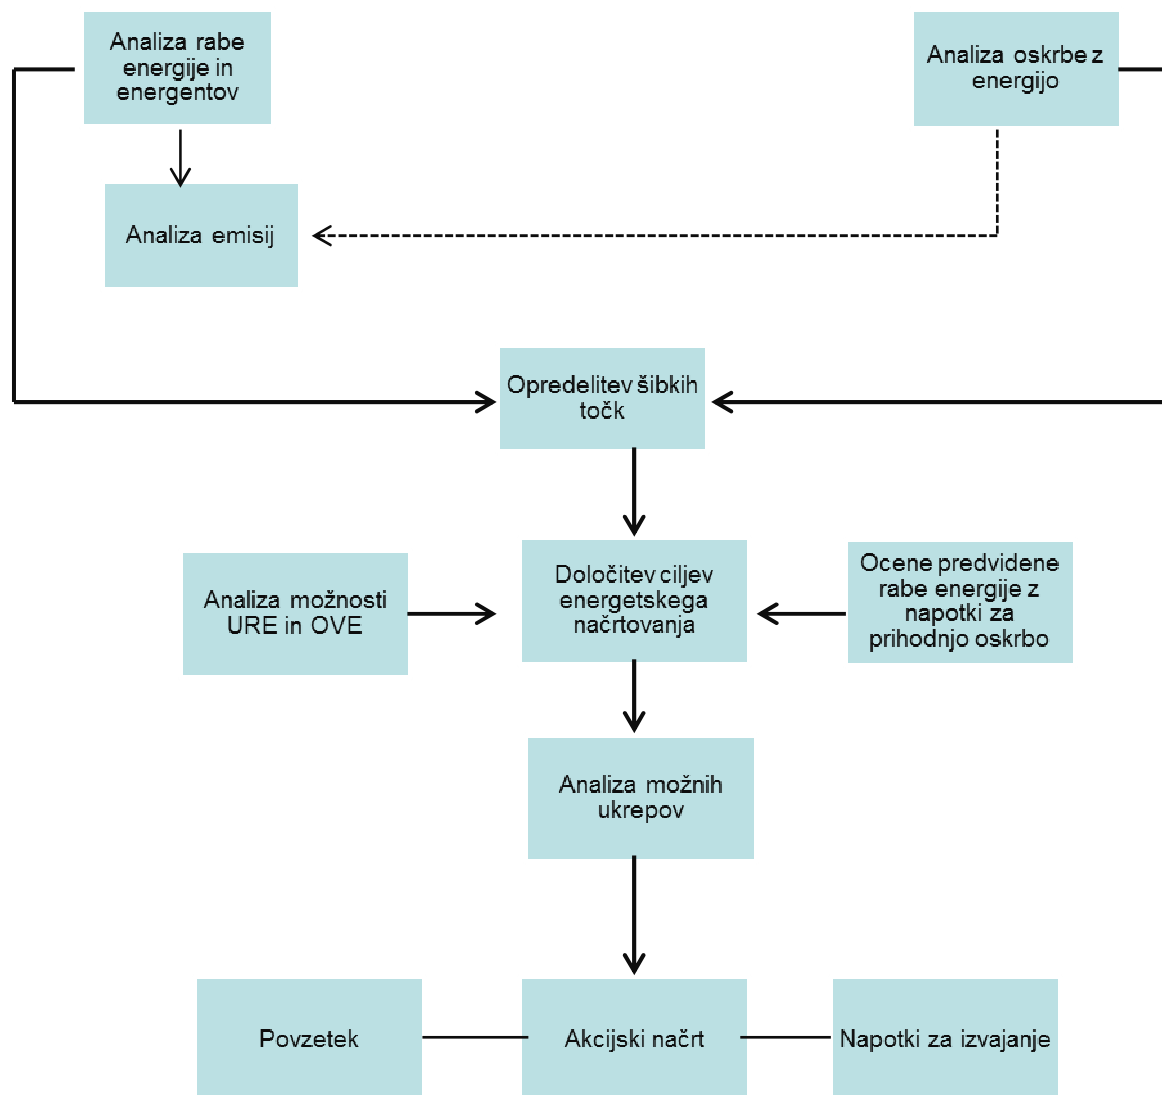 Analiza rabe
energije in
energentov
Analiza oskrbe z
energijo
Analiza emisij
Opredelitev šibkih
točk
Analiza možnosti
URE in OVE
Določitev ciljev
energetskega
načrtovanja
Ocene predvidene
rabe energije z
napotki za
prihodnjo oskrbo
Analiza možnih
ukrepov
Povzetek
Akcijski načrt
Napotki za izvajanje